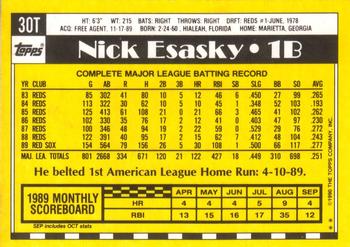 30T
Topps
HT: 6'3" WT: 215 BATS: RIGHT THROWS: RIGHT DRFT: REDS #1-JUNE, 1978
ACQ: FREE AGENT, 11-17-89 BORN: 2-24-60, HIALEAH, FLORIDA HOME: MARIETTA, GEORGIA
Nick Esasky • 1B
COMPLETE MAJOR LEAGUE BATTING RECORD
YR CLUB G AB R H 2B 3B HR RBI SB SLG BB SO AVG
83 REDS 85 302 41 80 10 5 12 46 6 .450 27 99 .265
84 REDS 113 322 30 62 10 5 10 45 1 .348 52 103 .193
85 REDS 125 413 61 108 21 0 21 66 3 .465 41 102 .262
86 REDS 102 330 35 76 17 2 12 41 0 .403 47 97 .230
87 REDS 100 346 48 94 19 2 22 59 0 .529 29 76 .272
88 REDS 122 391 40 95 17 2 15 62 7 .412 48 104 .243
89 RED SOX 154 564 79 156 26 5 30 108 1 .500 66 117 .277
MAJ. LEA. TOTALS 801 2668 334 671 120 21 122 427 18 .449 310 698 .251
He belted 1st American League Home Run: 4-10-89.
1989 MONTHLY SCOREBOARD
APR MAY JUN JUL AUG SEP
HR 4 4
RBI 13 12
SEP includes OCT stats
©1990 THE TOPPS COMPANY, INC.